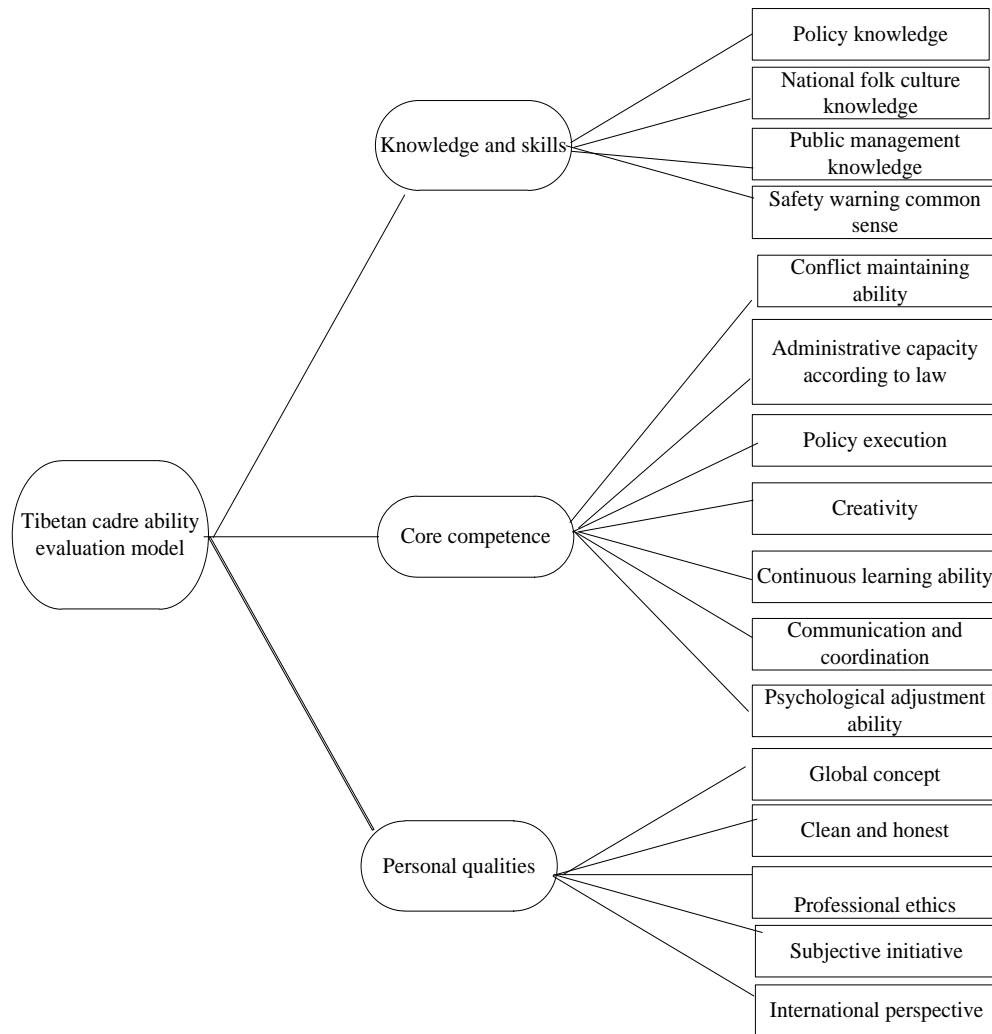 Policy knowledge
National folk culture
knowledge
Knowledge and skills
Public management
knowledge
Safety warning common
sense
Conflict maintaining
ability
Administrative capacity
according to law
Policy execution
Tibetan cadre ability
evaluation model
Core competence
Creativity
Continuous learning ability
Communication and
coordination
Psychological adjustment
ability
Global concept
Clean and honest
Personal qualities
Professional ethics
Subjective initiative
International perspective